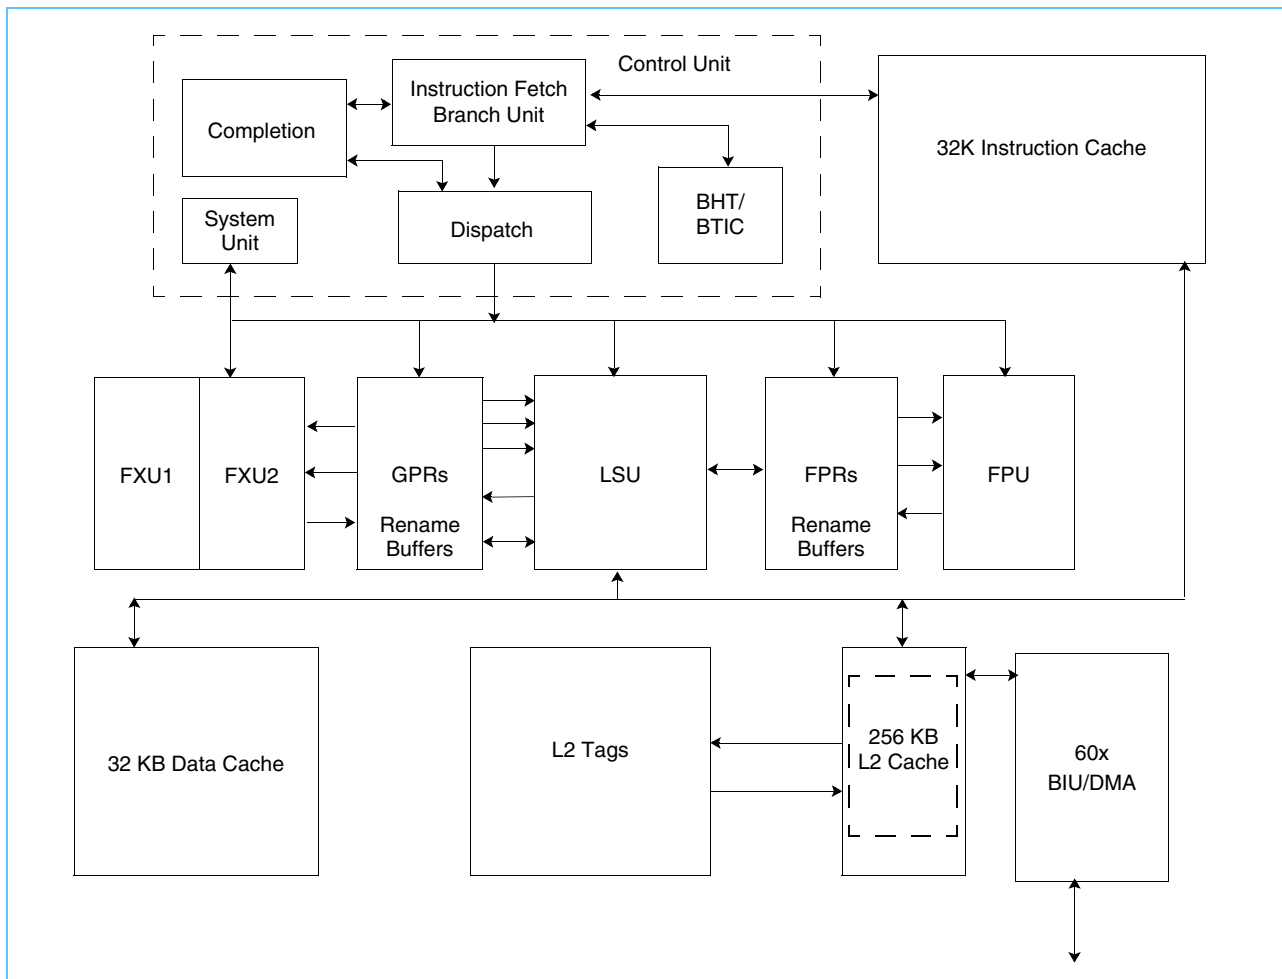 Control Unit
Instruction Fetch
Branch Unit
Completion
32K Instruction Cache
BHT/
BTIC
System
Unit
Dispatch
FXU1
FXU2
GPRs
Rename
Buffers
LSU
FPRs
Rename
Buffers
FPU
32 KB Data Cache
L2 Tags
256 KB
L2 Cache
60x
BIU/DMA